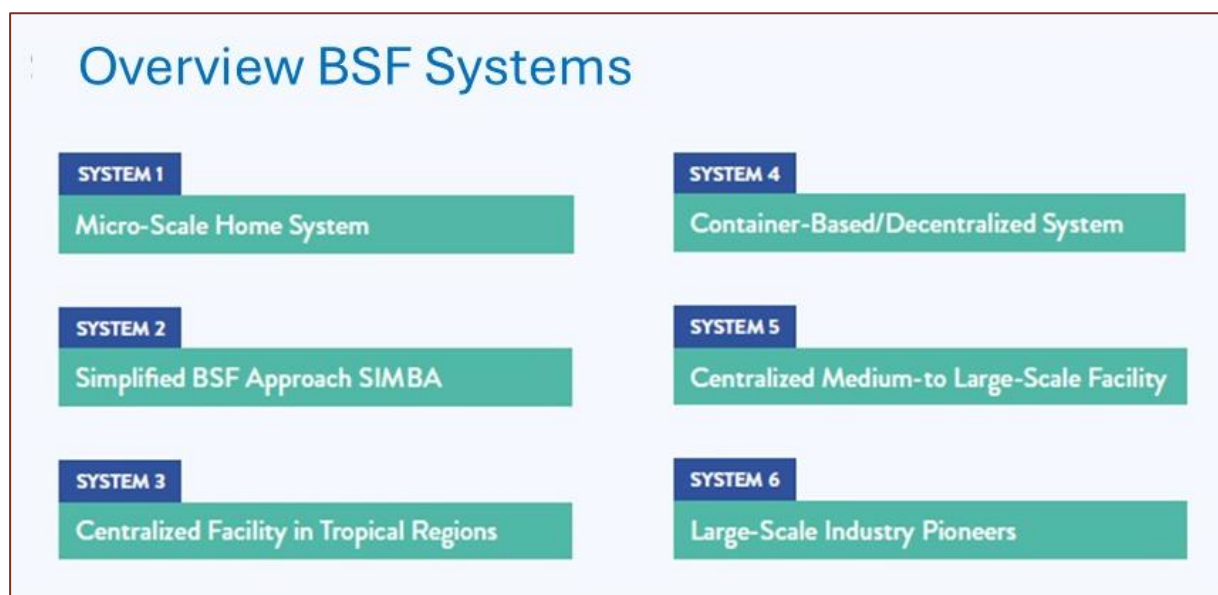 Overview BSF Systems
SYSTEM 1
Micro-Scale Home System
SYSTEM 2
Simplified BSF Approach SIMBA
SYSTEM 3
Centralized Facility in Tropical Regions
SYSTEM 4
Container-Based/Decentralized System
SYSTEM 5
Centralized Medium-to Large-Scale Facility
SYSTEM 6
Large-Scale Industry Pioneers